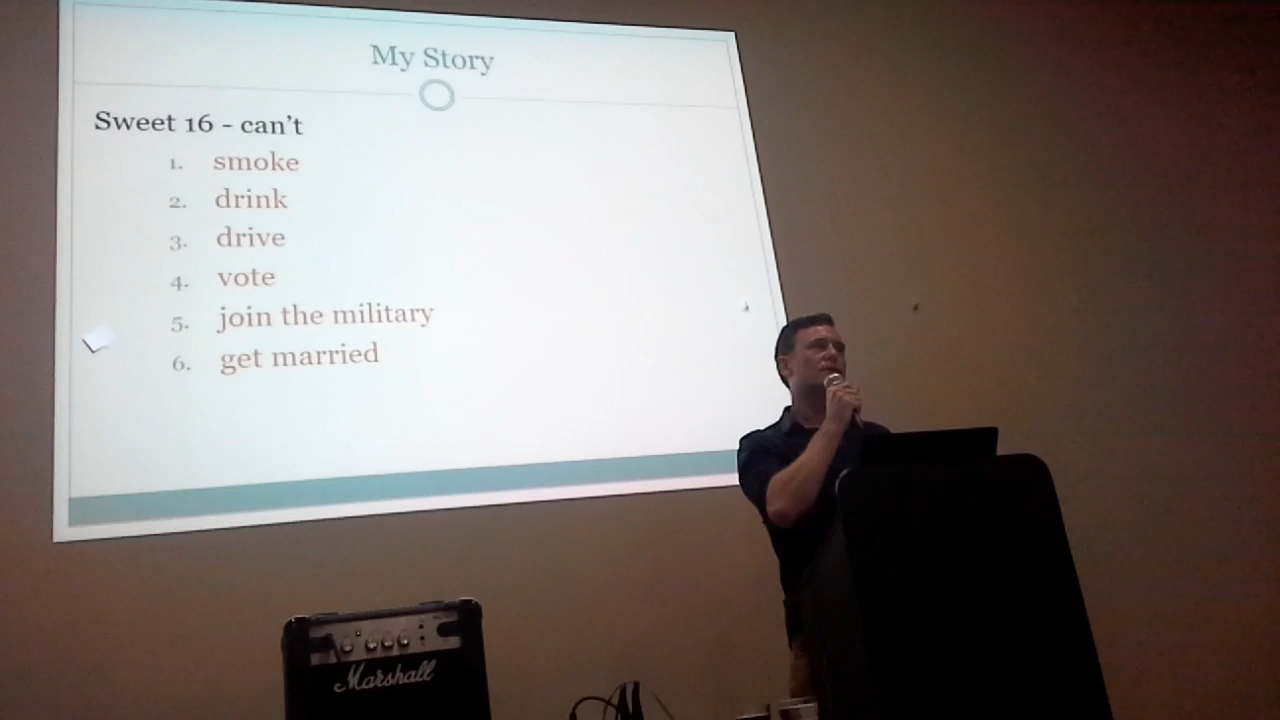 My Story
Sweet 16 - can't
1. smoke
2. drink
3. drive
4. vote
5. join the military
6. get married
Marshall